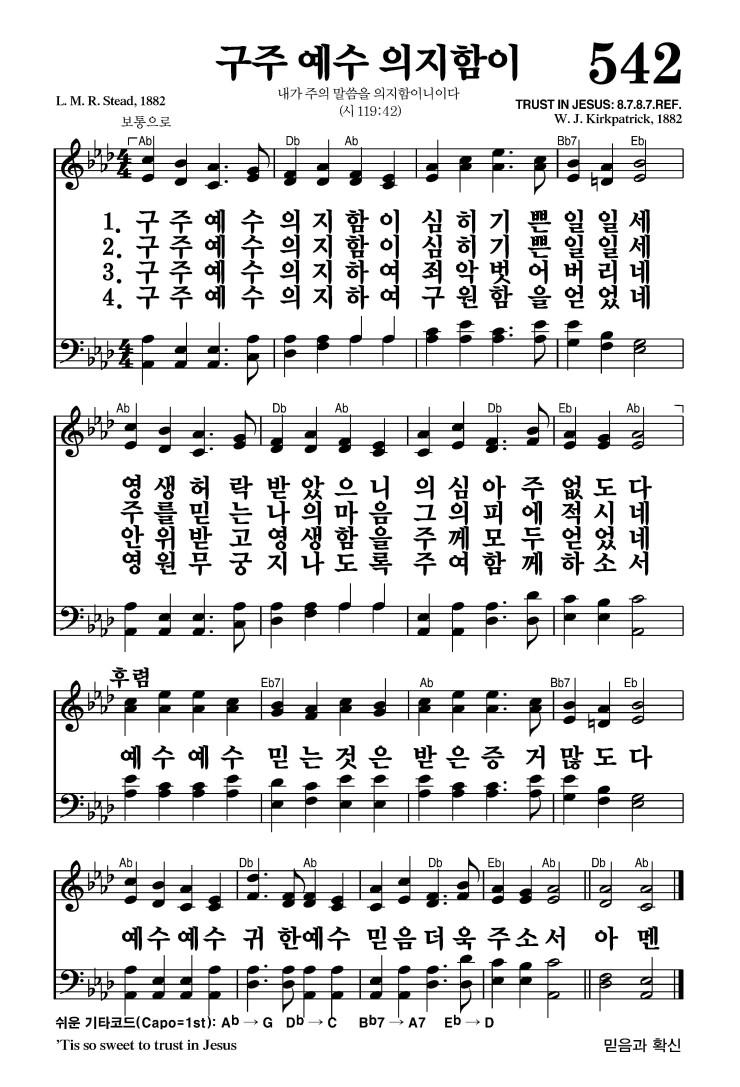 구주 예수 의지함이 542
내가 주의 말씀을 의지함이니이다
L. M. R. Stead, 1882
(시 119:42)
TRUST IN JESUS: 8.7.8.7.REF.
보통으로
W. J. Kirkpatrick, 1882
Ab Db Ab Bb7 Eb
4/4
1. 구 주 예 수 의 지 함 이 심 히 기 쁜 일 일 세
2. 구 주 예 수 의 지 함 이 심 히 기 쁜 일 일 세
3. 구 주 예 수 의 지 하 여 죄 악 벗 어 버 리 네
4. 구 주 예 수 의 지 하 여 구 원 함 을 얻 었 네
4/4
Ab Db Ab Db Eb Ab
영 생 허 락 받 았 으 니 의 심 아 주 없 도 다
주 를 믿 는 나 의 마 음 그 의 피 에 적 시 네
안 위 받 고 영 생 함 을 주 께 모 두 얻 었 네
영 원 무 궁 지 나 도 록 주 여 함 께 하 소 서
후렴
Eb7 Ab Bb7 Eb
예 수 예 수 믿 는 것 은 받 은 증 거 많 도 다
Ab Db Ab Db Eb Ab Db Ab
예 수 예 수 귀 한 예 수 믿 음 더 욱 주 소 서 아 멘
쉬운 기타코드(Capo=1st): Ab → G Db → C Bb7 → A7 Eb → D
’Tis so sweet to trust in Jesus
믿음과 확신